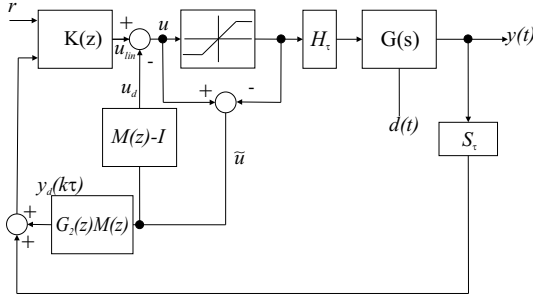 r
K(z)
+
u_lin
-
u
H_τ
G(s)
y(t)
u_d
+
-
d(t)
M(z)-I
ũ
S_τ
y_d(kτ)
+
+
G_2(z)M(z)